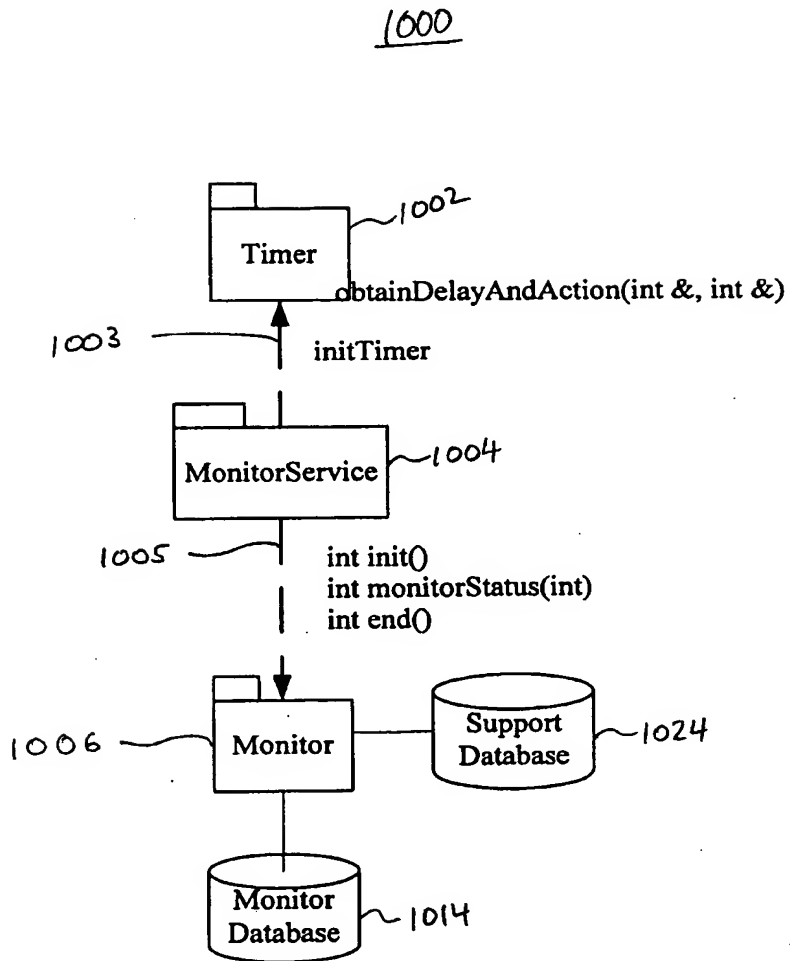 1000
1002
Timer
obtainDelayAndAction(int &, int &)
1003
initTimer
MonitorService
1004
1005
int init()
int monitorStatus(int)
int end()
1006
Monitor
Support
Database
1024
Monitor
Database
1014